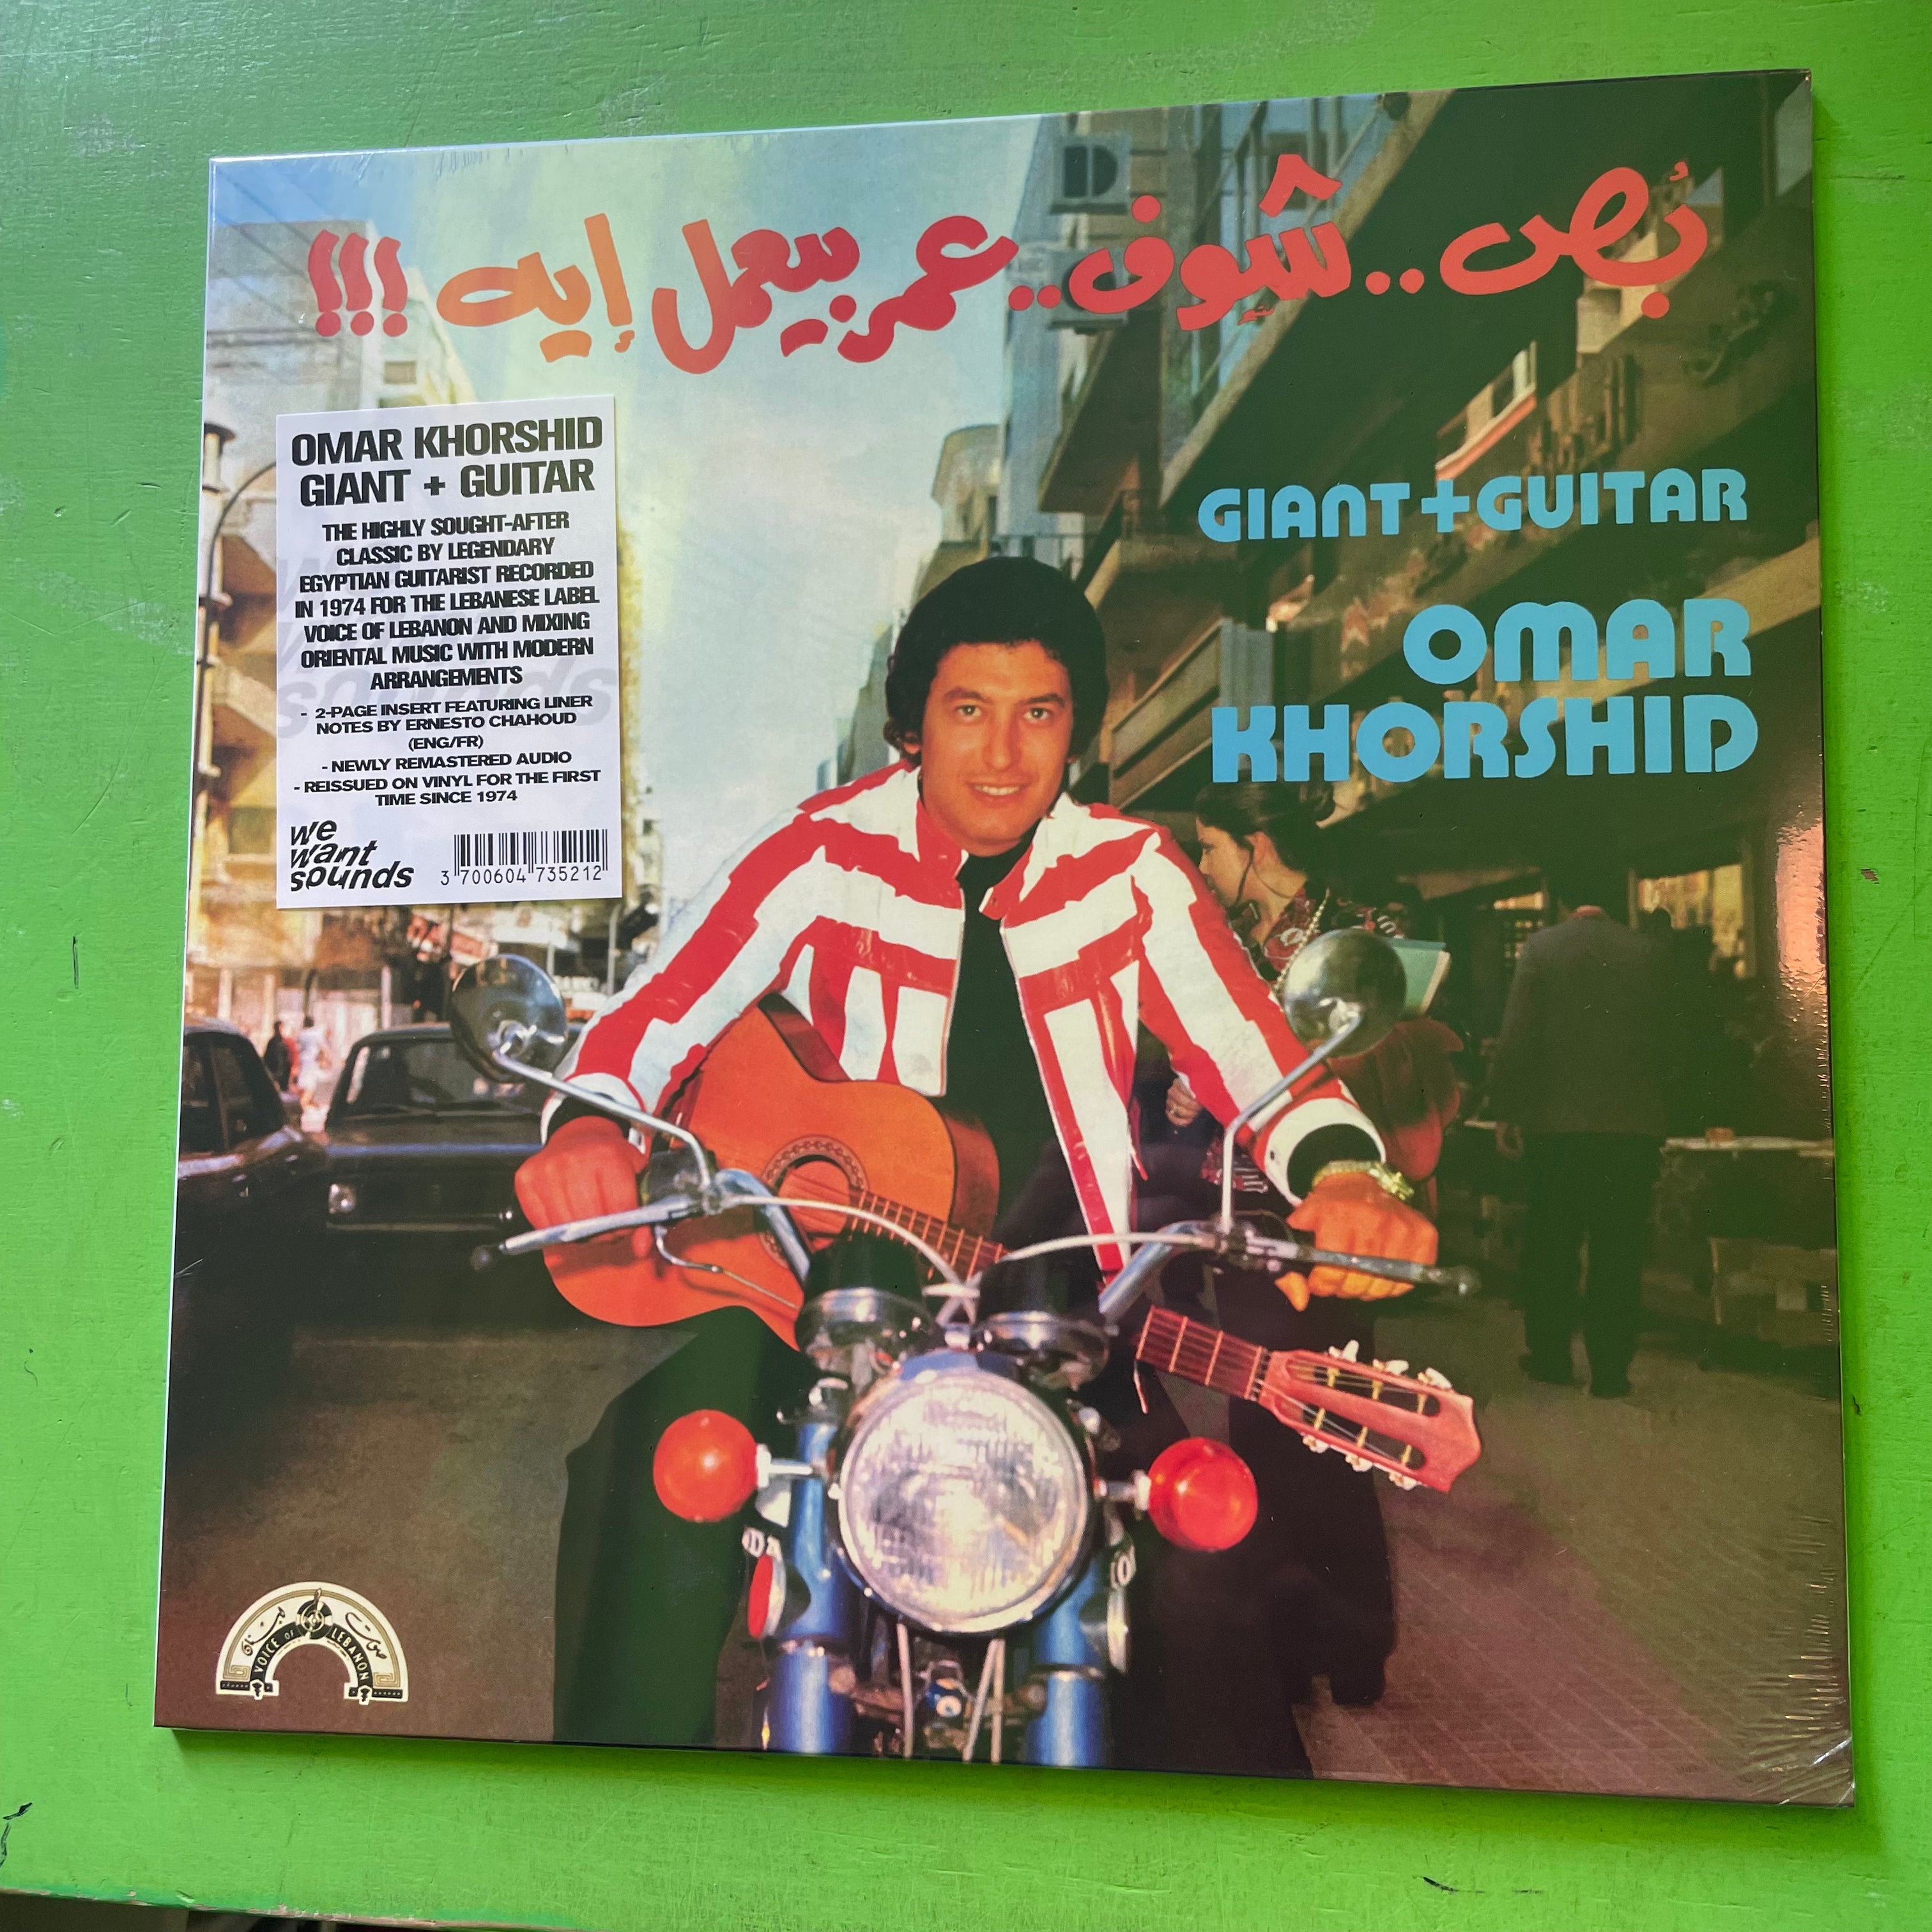 بُص.. شوف.. عمر بيعمل إيه !!!
GIANT+GUITAR
OMAR
KHORSHID
OMAR KHORSHID
GIANT + GUITAR
THE HIGHLY SOUGHT-AFTER
CLASSIC BY LEGENDARY
EGYPTIAN GUITARIST RECORDED
IN 1974 FOR THE LEBANESE LABEL
VOICE OF LEBANON AND MIXING
ORIENTAL MUSIC WITH MODERN
ARRANGEMENTS
- 2-PAGE INSERT FEATURING LINER
NOTES BY ERNESTO CHAHOUD
(ENG/FR)
- NEWLY REMASTERED AUDIO
- REISSUED ON VINYL FOR THE FIRST
TIME SINCE 1974
we
want
sounds
3 700604 735212
VOICE OF LEBANON